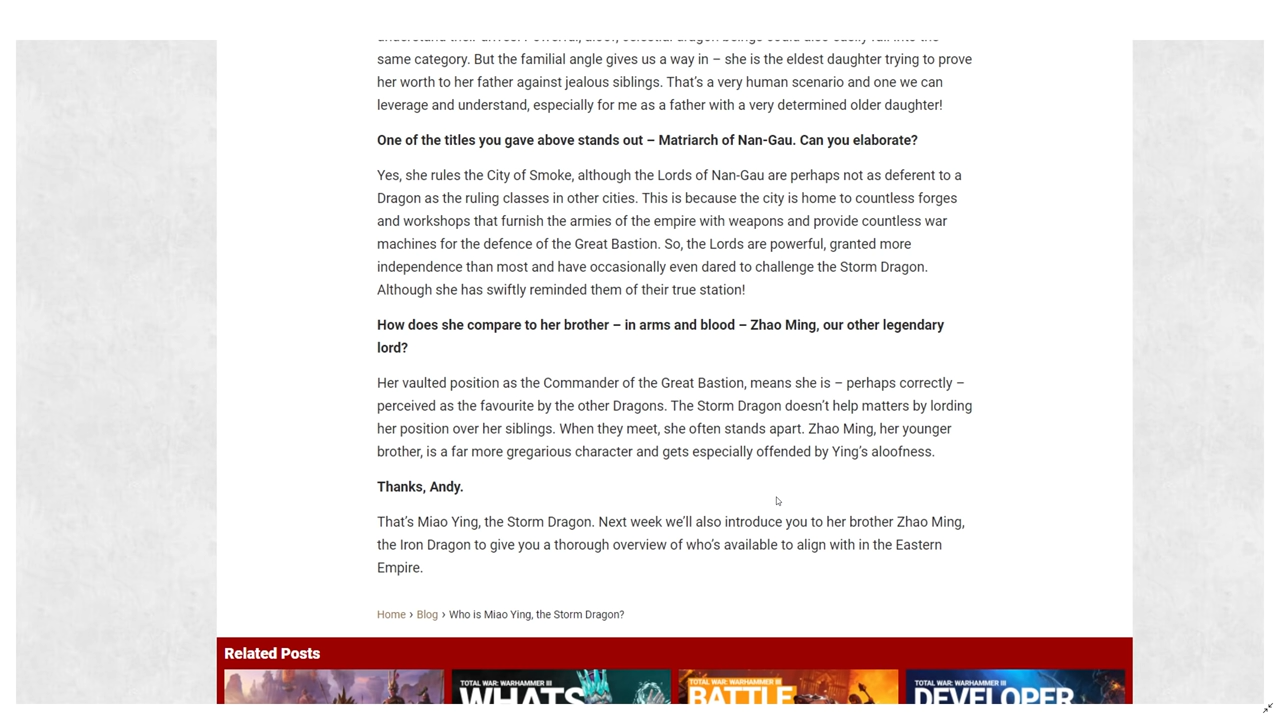 same category. But the familial angle gives us a way in – she is the eldest daughter trying to prove
her worth to her father against jealous siblings. That’s a very human scenario and one we can
leverage and understand, especially for me as a father with a very determined older daughter!
One of the titles you gave above stands out – Matriarch of Nan-Gau. Can you elaborate?
Yes, she rules the City of Smoke, although the Lords of Nan-Gau are perhaps not as deferent to a
Dragon as the ruling classes in other cities. This is because the city is home to countless forges
and workshops that furnish the armies of the empire with weapons and provide countless war
machines for the defence of the Great Bastion. So, the Lords are powerful, granted more
independence than most and have occasionally even dared to challenge the Storm Dragon.
Although she has swiftly reminded them of their true station!
How does she compare to her brother – in arms and blood – Zhao Ming, our other legendary
lord?
Her vaulted position as the Commander of the Great Bastion, means she is – perhaps correctly –
perceived as the favourite by the other Dragons. The Storm Dragon doesn’t help matters by lording
her position over her siblings. When they meet, she often stands apart. Zhao Ming, her younger
brother, is a far more gregarious character and gets especially offended by Ying’s aloofness.
Thanks, Andy.
That’s Miao Ying, the Storm Dragon. Next week we’ll also introduce you to her brother Zhao Ming,
the Iron Dragon to give you a thorough overview of who’s available to align with in the Eastern
Empire.
Home › Blog › Who is Miao Ying, the Storm Dragon?
Related Posts
TOTAL WAR: WARHAMMER III
WHATS
TOTAL WAR: WARHAMMER III
BATTLE
TOTAL WAR: WARHAMMER III
DEVELOPER